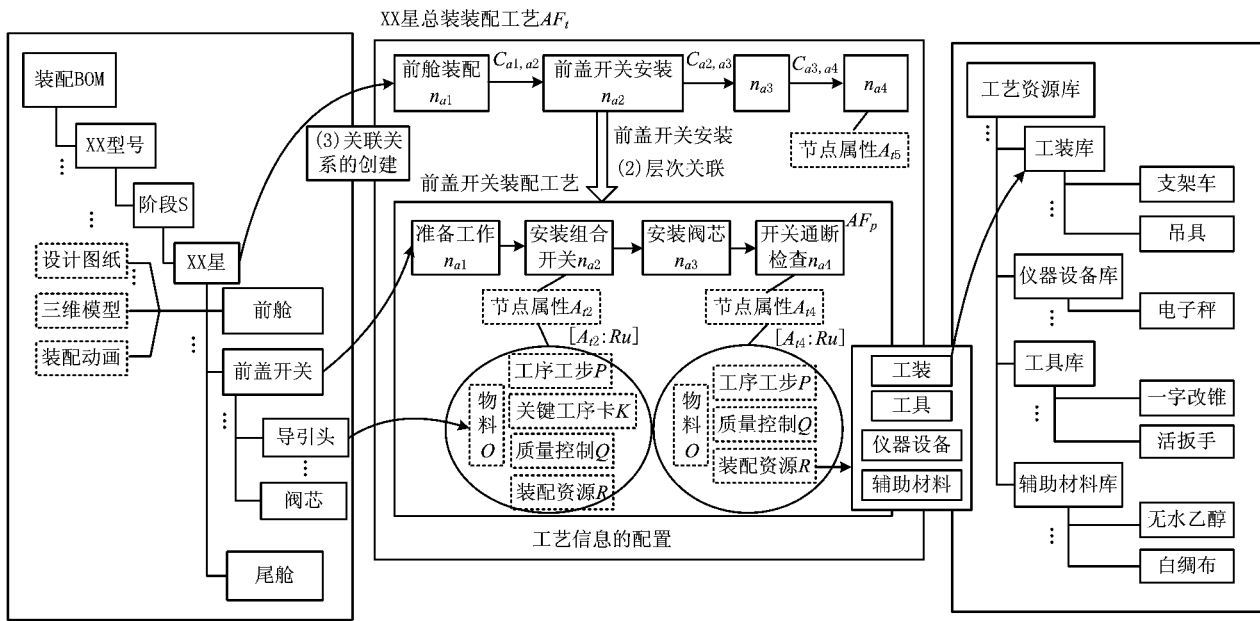 XX星总装装配工艺AFₜ
装配BOM
XX型号
阶段S
XX星
设计图纸
三维模型
装配动画
前舱
前盖开关
导引头
阀芯
尾舱
前舱装配
nₐ₁
Cₐ₁,ₐ₂
前盖开关安装
nₐ₂
Cₐ₂,ₐ₃
nₐ₃
Cₐ₃,ₐ₄
nₐ₄
节点属性Aₜ₅
(3)关联关
系的创建
前盖开关安装
(2)层次关联
前盖开关装配工艺
AFₚ
准备工作
nₐ₁
安装组合
开关nₐ₂
安装阀芯
nₐ₃
开关通断
检查nₐ₄
节点属性Aₜ₂
节点属性Aₜ₄
[Aₜ₂:Ru]
[Aₜ₄:Ru]
物
料
O
工序工步P
关键工序卡K
质量控制Q
装配资源R
物
料
O
工序工步P
质量控制Q
装配资源R
工艺信息的配置
工装
工具
仪器设备
辅助材料
工艺资源库
工装库
支架车
吊具
仪器设备库
电子秤
工具库
一字改锥
活扳手
辅助材料库
无水乙醇
白绸布